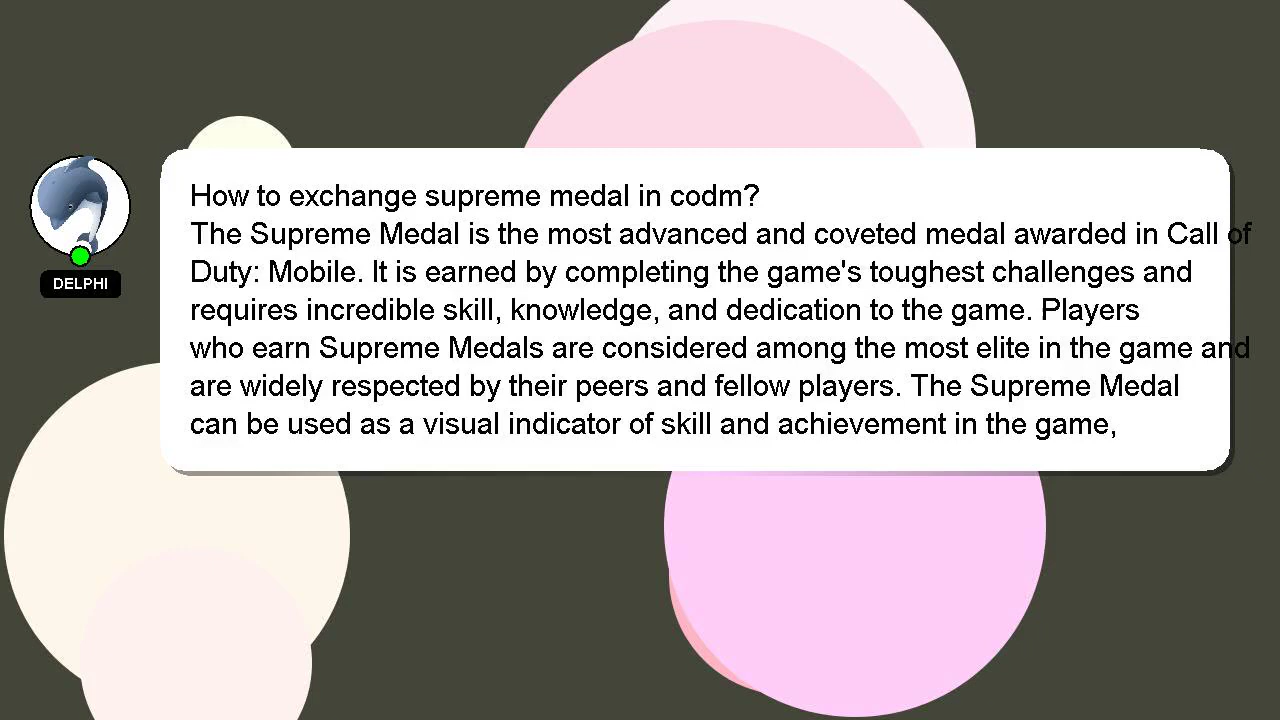 How to exchange supreme medal in codm?
The Supreme Medal is the most advanced and coveted medal awarded in Call of
Duty: Mobile. It is earned by completing the game's toughest challenges and
requires incredible skill, knowledge, and dedication to the game. Players
who earn Supreme Medals are considered among the most elite in the game and
are widely respected by their peers and fellow players. The Supreme Medal
can be used as a visual indicator of skill and achievement in the game,
DELPHI